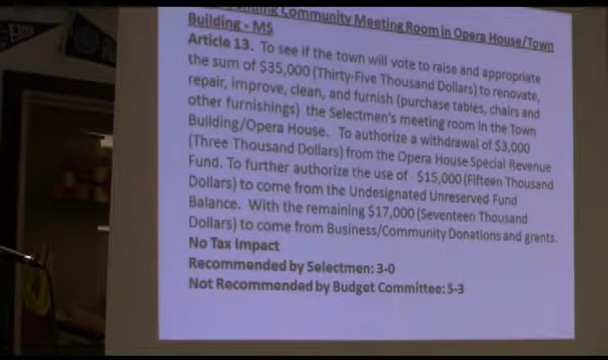 Community Meeting Room in Opera House/Town
Building - MS
Article 13. To see if the town will vote to raise and appropriate
the sum of $35,000 (Thirty-Five Thousand Dollars) to renovate,
repair, improve, clean, and furnish (purchase tables, chairs and
other furnishings) the Selectmen's meeting room in the Town
Building/Opera House. To authorize a withdrawal of $3,000
(Three Thousand Dollars) from the Opera House Special Revenue
Fund. To further authorize the use of $15,000 (Fifteen Thousand
Dollars) to come from the Undesignated Unreserved Fund
Balance. With the remaining $17,000 (Seventeen Thousand
Dollars) to come from Business/Community Donations and grants.
No Tax Impact
Recommended by Selectmen: 3-0
Not Recommended by Budget Committee: 5-3